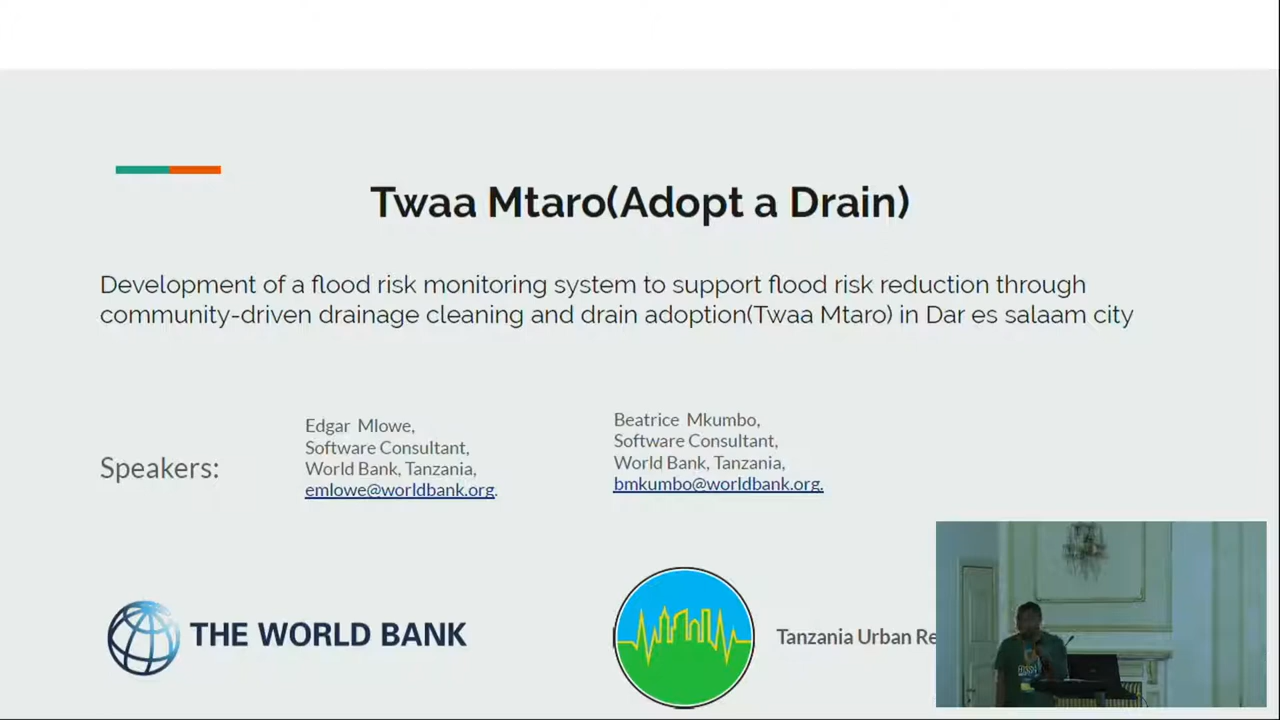 Twaa Mtaro(Adopt a Drain)
Development of a flood risk monitoring system to support flood risk reduction through
community-driven drainage cleaning and drain adoption(Twaa Mtaro) in Dar es salaam city
Speakers:
Edgar Mlowe,
Software Consultant,
World Bank, Tanzania,
emlowe@worldbank.org.
Beatrice Mkumbo,
Software Consultant,
World Bank, Tanzania,
bmkumbo@worldbank.org.
THE WORLD BANK
Tanzania Urban Re